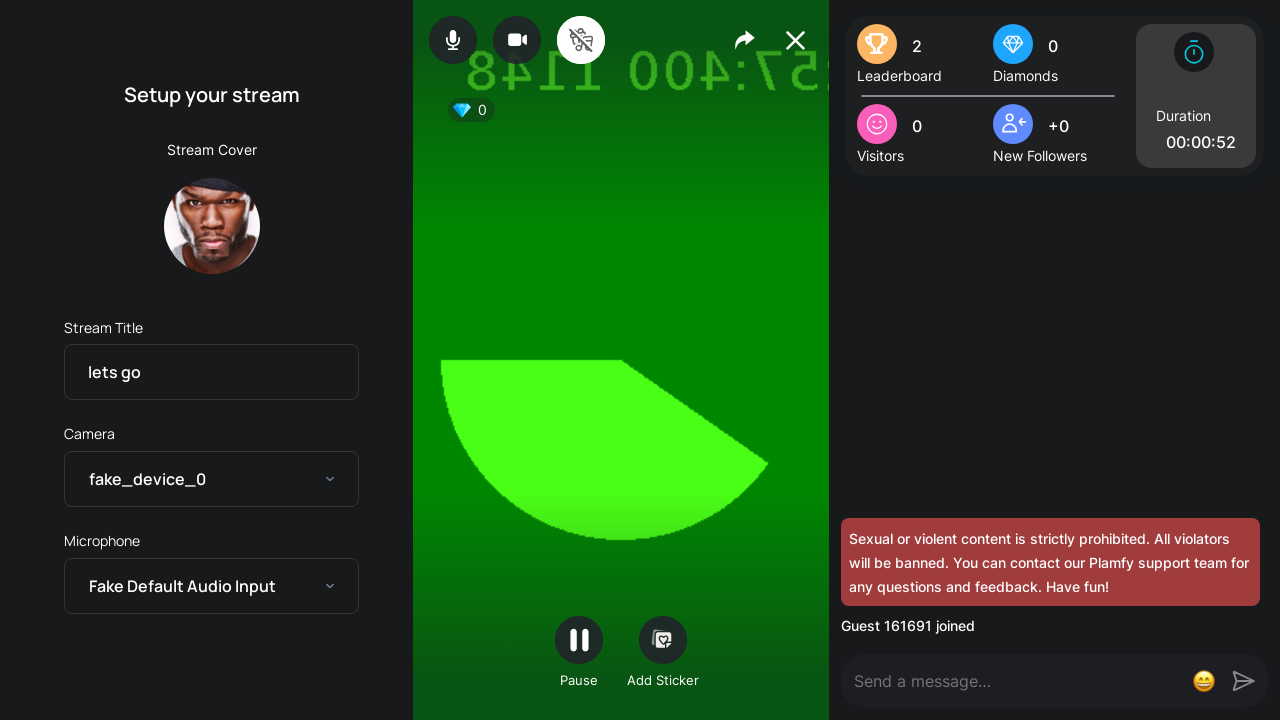 Setup your stream
Stream Cover
Stream Title
lets go
Camera
fake_device_0
Microphone
Fake Default Audio Input
:57:400 1148
0
Pause
Add Sticker
2
Leaderboard
0
Diamonds
0
Visitors
+0
New Followers
Duration
00:00:52
Sexual or violent content is strictly prohibited. All violators
will be banned. You can contact our Plamfy support team for
any questions and feedback. Have fun!
Guest 161691 joined
Send a message...